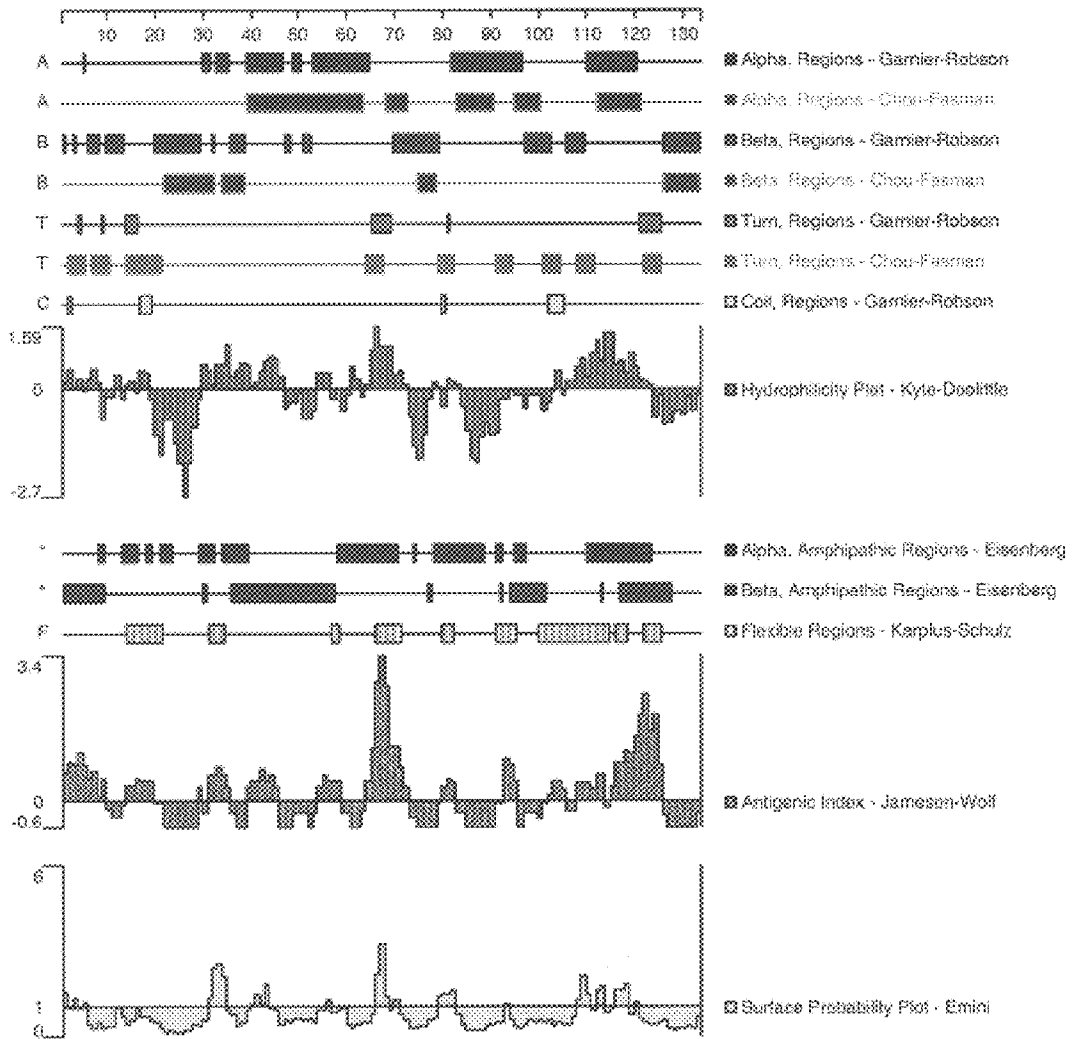 10 20 30 40 50 60 70 80 90 100 110 120 130
A Alpha, Regions - Garnier-Robson
A Alpha, Regions - Chou-Fasman
B Beta, Regions - Garnier-Robson
B Beta, Regions - Chou-Fasman
T Turn, Regions - Garnier-Robson
T Turn, Regions - Chou-Fasman
C Coil, Regions - Garnier-Robson
1.59
0 Hydrophilicity Plot - Kyte-Doolittle
-2.7
* Alpha, Amphipathic Regions - Eisenberg
* Beta, Amphipathic Regions - Eisenberg
F Flexible Regions - Karplus-Schulz
3.4
0 Antigenic Index - Jameson-Wolf
-0.6
6
1 Surface Probability Plot - Emini
0